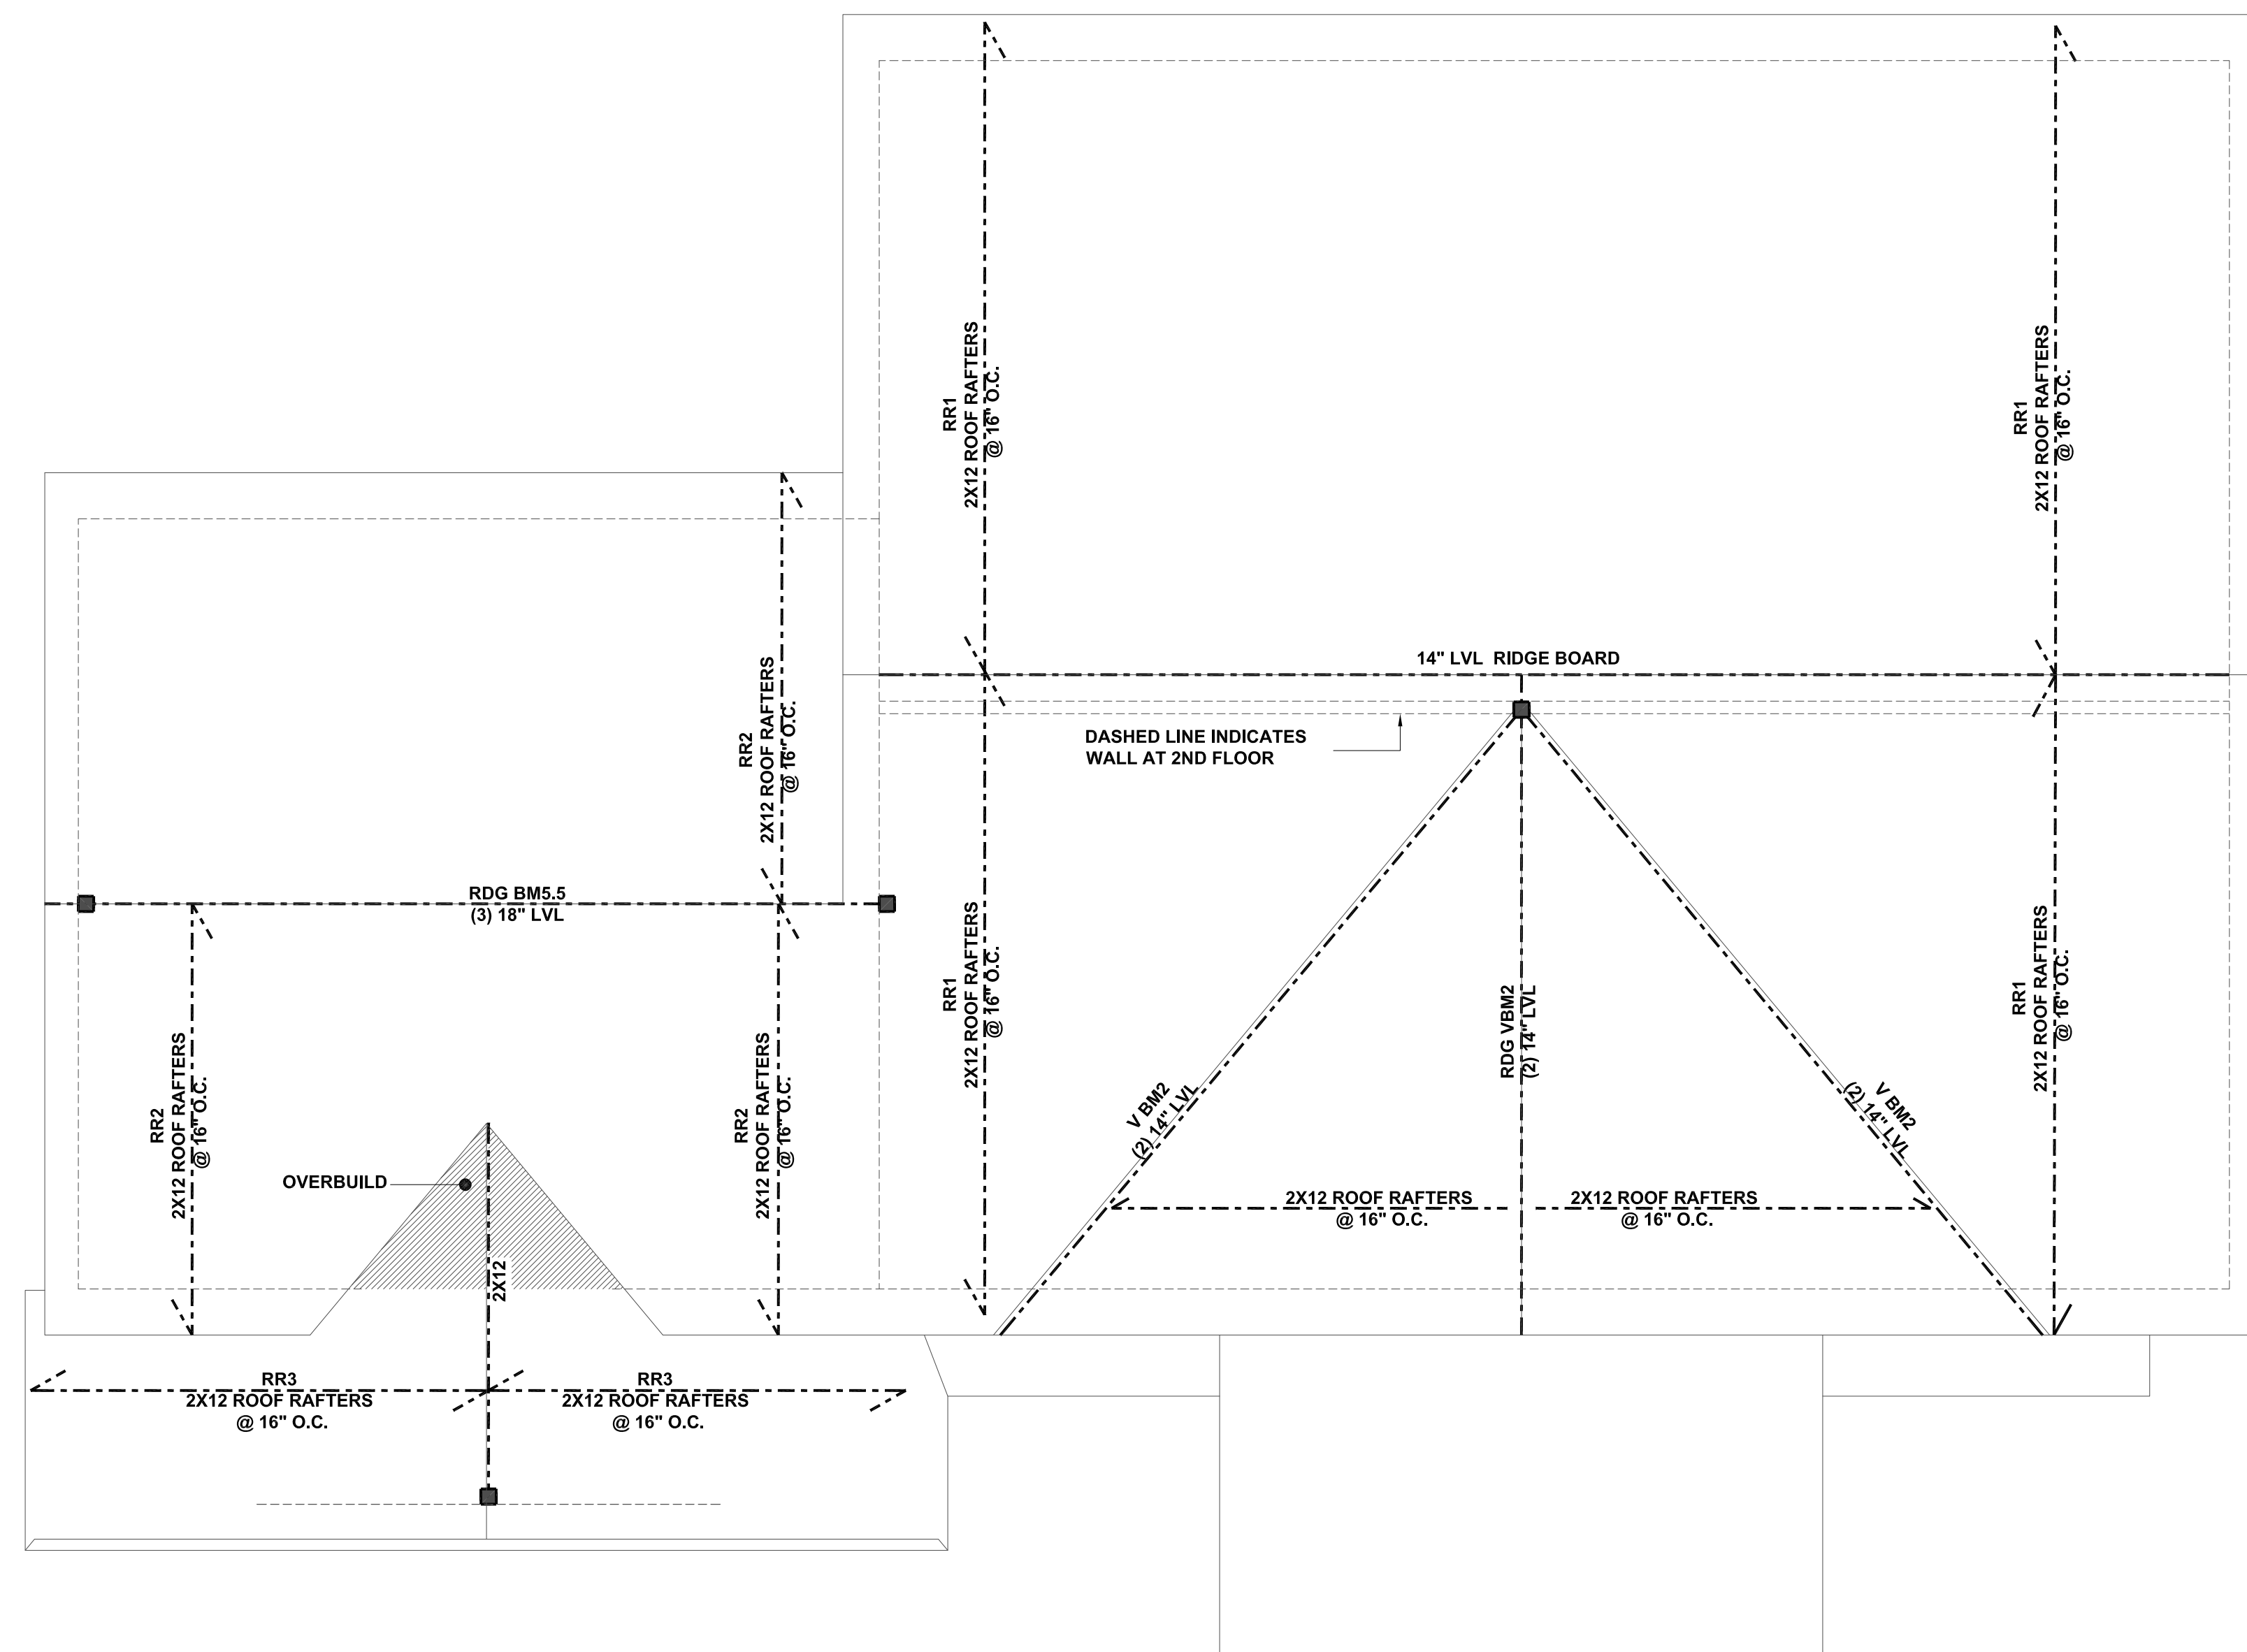 RR1
2X12 ROOF RAFTERS
@ 16" O.C.
RR1
2X12 ROOF RAFTERS
@ 16" O.C.
14" LVL RIDGE BOARD
DASHED LINE INDICATES
WALL AT 2ND FLOOR
RR2
2X12 ROOF RAFTERS
@ 16" O.C.
RDG BM5.5
(3) 18" LVL
RR1
2X12 ROOF RAFTERS
@ 16" O.C.
RR1
2X12 ROOF RAFTERS
@ 16" O.C.
RDG VBM2
(2) 14" LVL
V BM2
(2) 14" LVL
V BM2
(2) 14" LVL
RR2
2X12 ROOF RAFTERS
@ 16" O.C.
RR2
2X12 ROOF RAFTERS
@ 16" O.C.
OVERBUILD
2X12
2X12 ROOF RAFTERS
@ 16" O.C.
2X12 ROOF RAFTERS
@ 16" O.C.
RR3
2X12 ROOF RAFTERS
@ 16" O.C.
RR3
2X12 ROOF RAFTERS
@ 16" O.C.